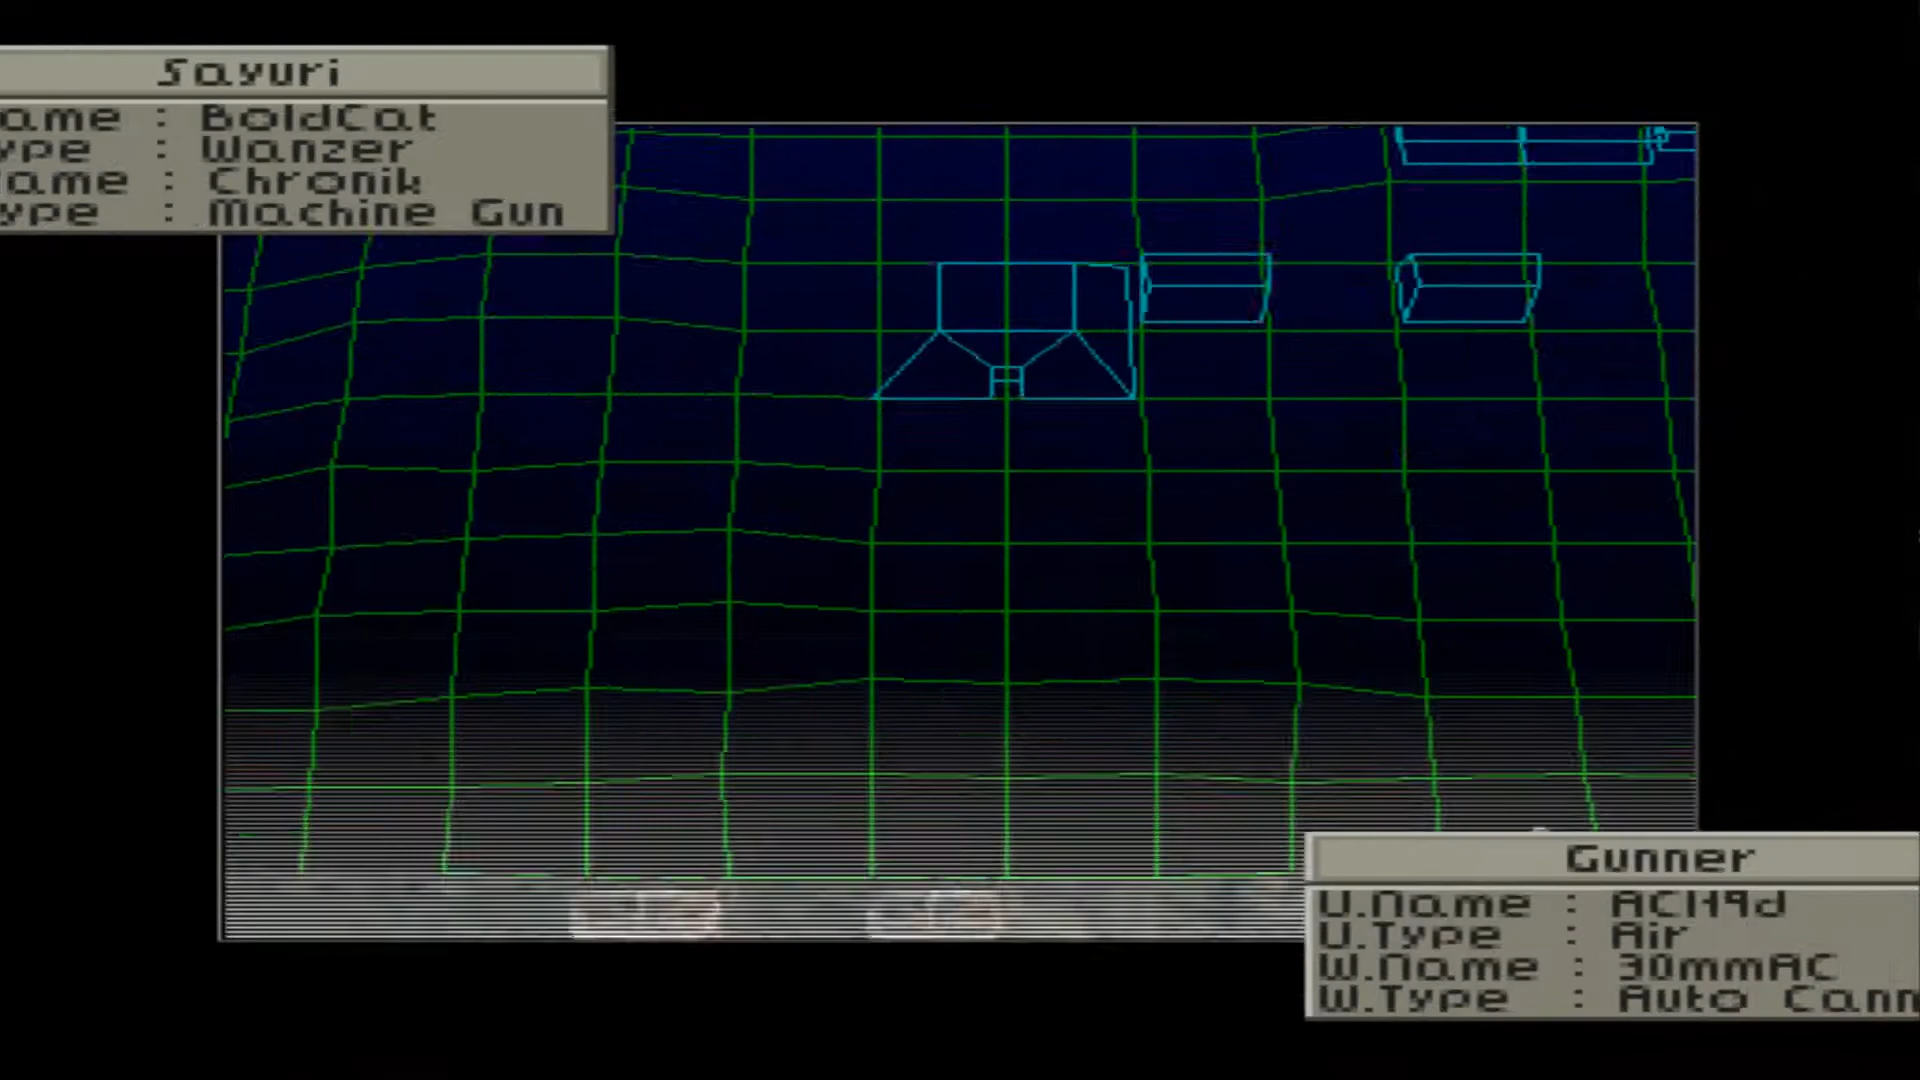 Sayuri
ame : BoldCat
ype : Wanzer
ame : Chronik
ype : Machine Gun
Gunner
U.Name : ACH9d
U.Type : Air
W.Name : 30mmAC
W.Type : Auto Cann